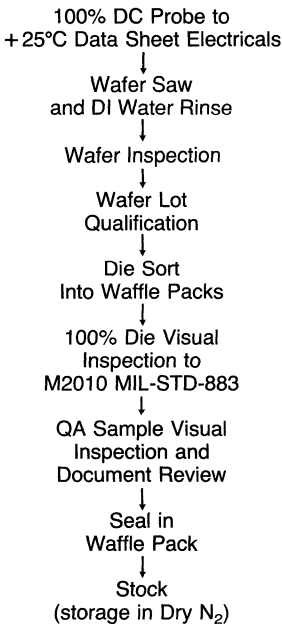 100% DC Probe to
+25°C Data Sheet Electricals
Wafer Saw
and DI Water Rinse
Wafer Inspection
Wafer Lot
Qualification
Die Sort
Into Waffle Packs
100% Die Visual
Inspection to
M2010 MIL-STD-883
QA Sample Visual
Inspection and
Document Review
Seal in
Waffle Pack
Stock
(storage in Dry N₂)